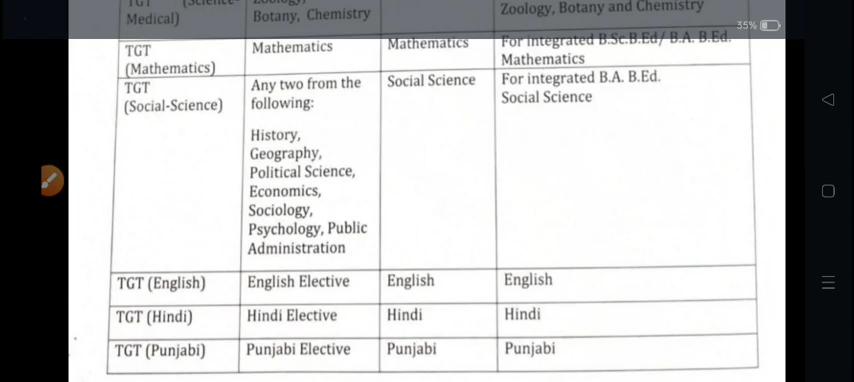 TGT (Science-
Medical)
Zoology,
Botany, Chemistry
Zoology, Botany and Chemistry
35%
TGT
(Mathematics)
Mathematics
Mathematics
For integrated B.Sc.B.Ed/ B.A. B.Ed.
Mathematics
TGT
(Social-Science)
Any two from the
following:
History,
Geography,
Political Science,
Economics,
Sociology,
Psychology, Public
Administration
Social Science
For integrated B.A. B.Ed.
Social Science
TGT (English)
English Elective
English
English
TGT (Hindi)
Hindi Elective
Hindi
Hindi
TGT (Punjabi)
Punjabi Elective
Punjabi
Punjabi